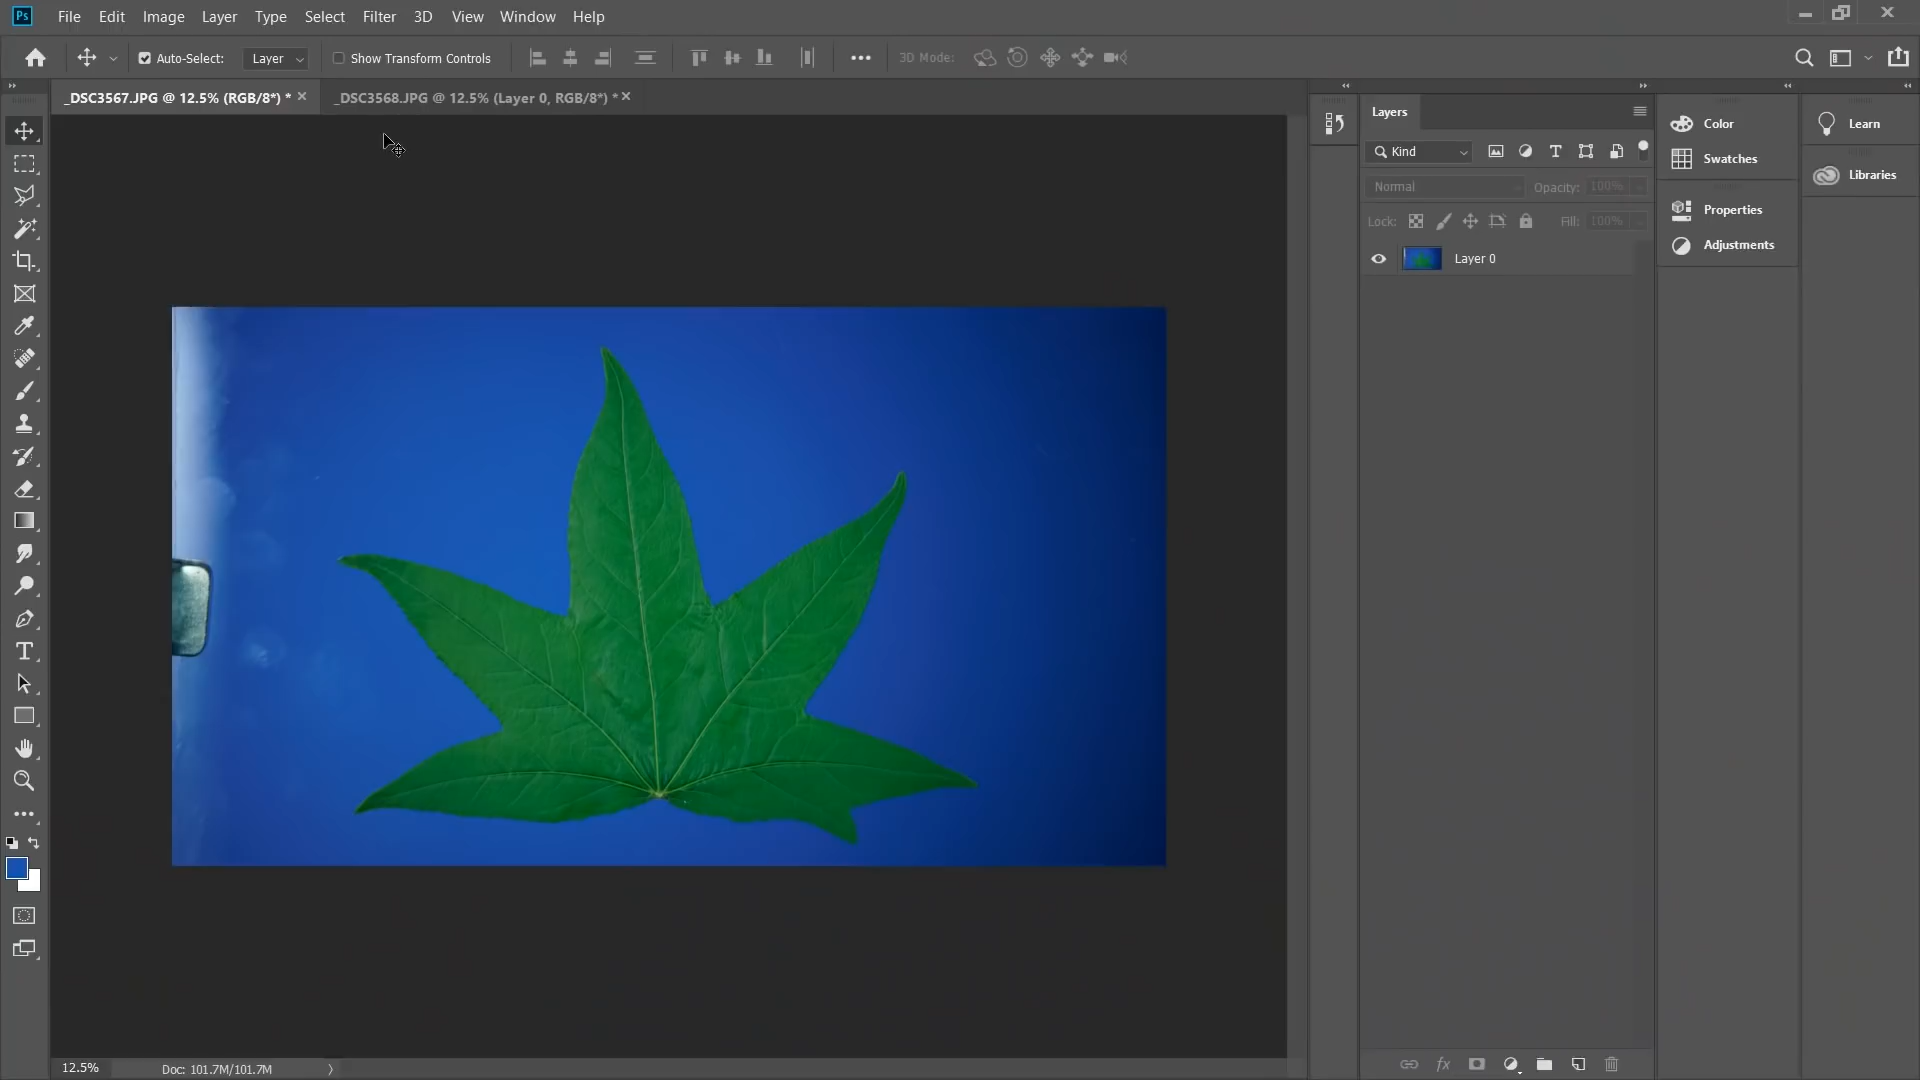 Ps File Edit Image Layer Type Select Filter 3D View Window Help
Auto-Select: Layer Show Transform Controls 3D Mode:
_DSC3567.JPG @ 12.5% (RGB/8*) * _DSC3568.JPG @ 12.5% (Layer 0, RGB/8*) *
Layers
Kind
Normal Opacity: 100%
Lock: Fill: 100%
Layer 0
Color
Swatches
Properties
Adjustments
Learn
Libraries
12.5% Doc: 101.7M/101.7M